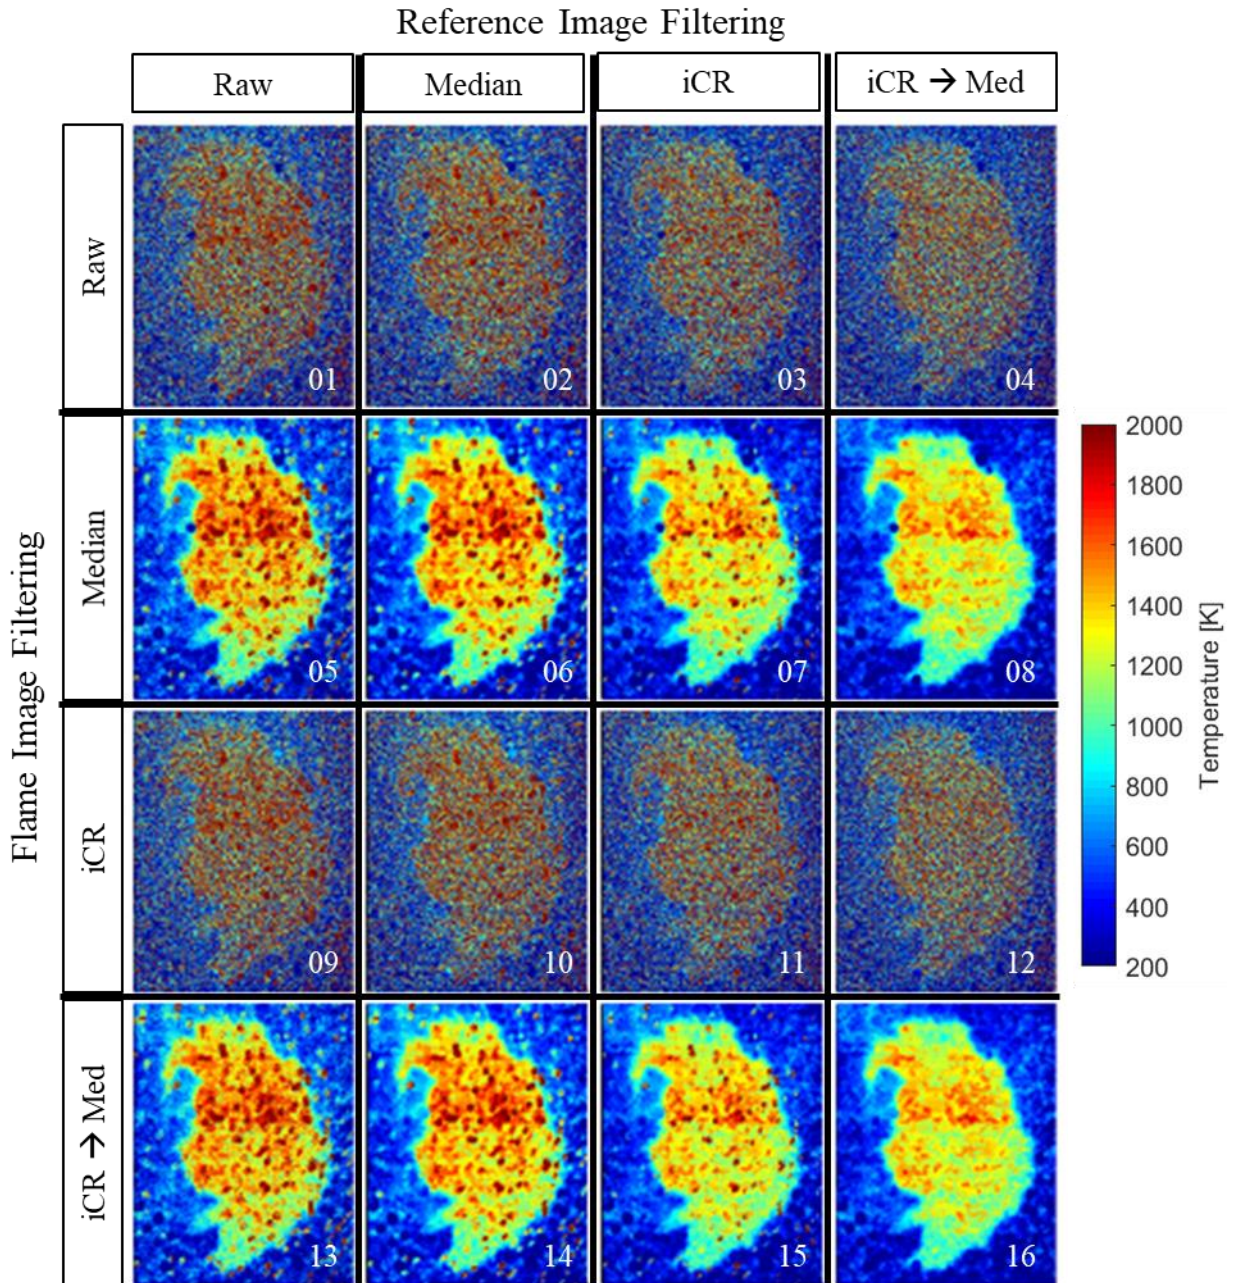 Reference Image Filtering
Raw
Median
iCR
iCR → Med
Flame Image Filtering
Raw
01
02
03
04
Median
05
06
07
08
iCR
09
10
11
12
iCR → Med
13
14
15
16
2000
1800
1600
1400
1200
1000
800
600
400
200
Temperature [K]